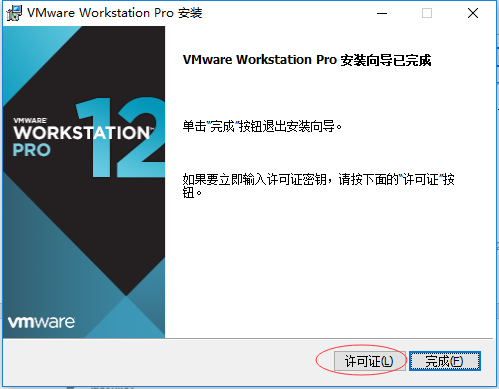 VMware Workstation Pro 安装
VMware Workstation Pro 安装向导已完成
VMWARE
WORKSTATION
PRO
12
单击"完成"按钮退出安装向导。
如果要立即输入许可证密钥，请按下面的"许可证"按
钮。
vmware
许可证(L)
完成(F)